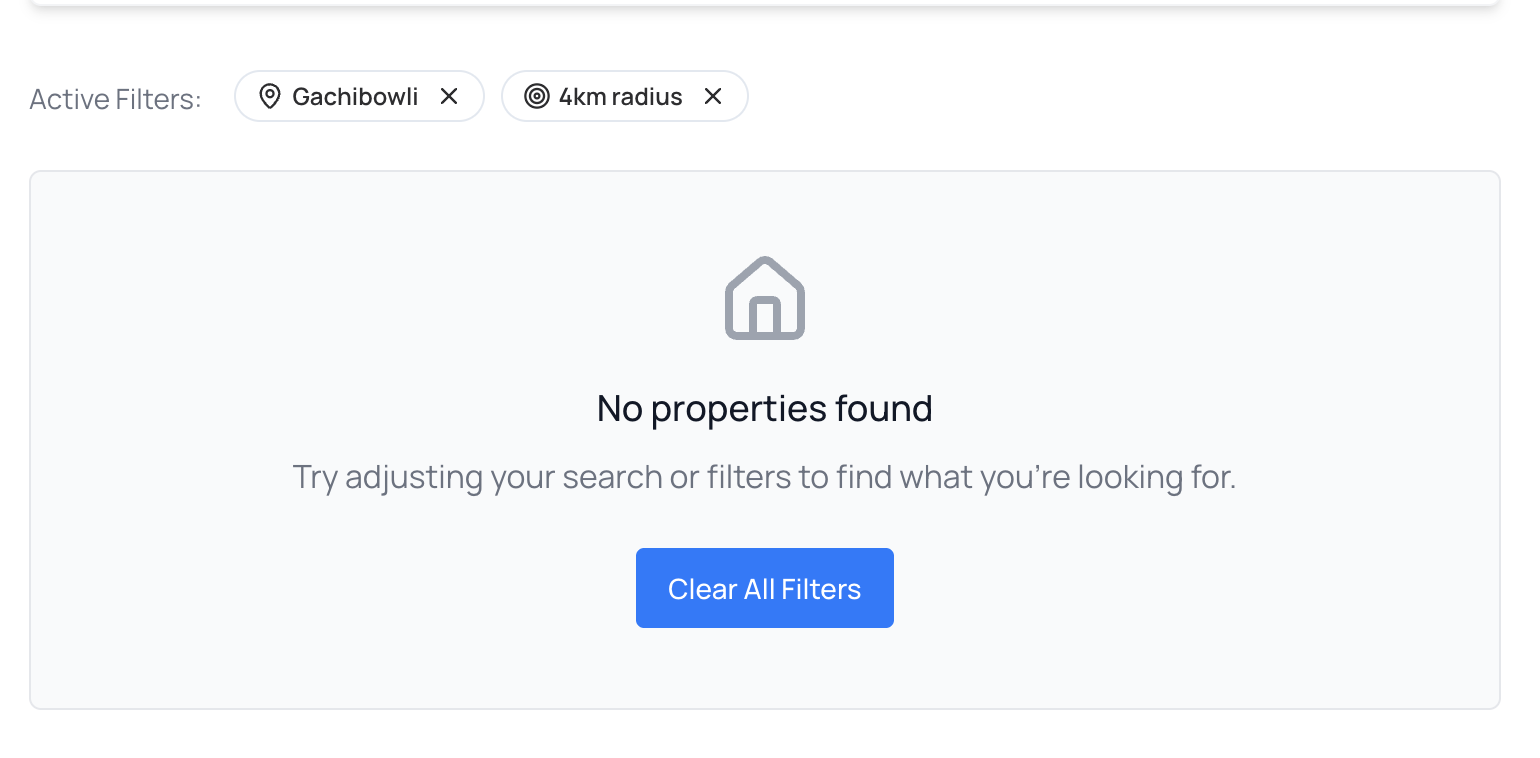 Active Filters: Gachibowli 4km radius
No properties found
Try adjusting your search or filters to find what you're looking for.
Clear All Filters